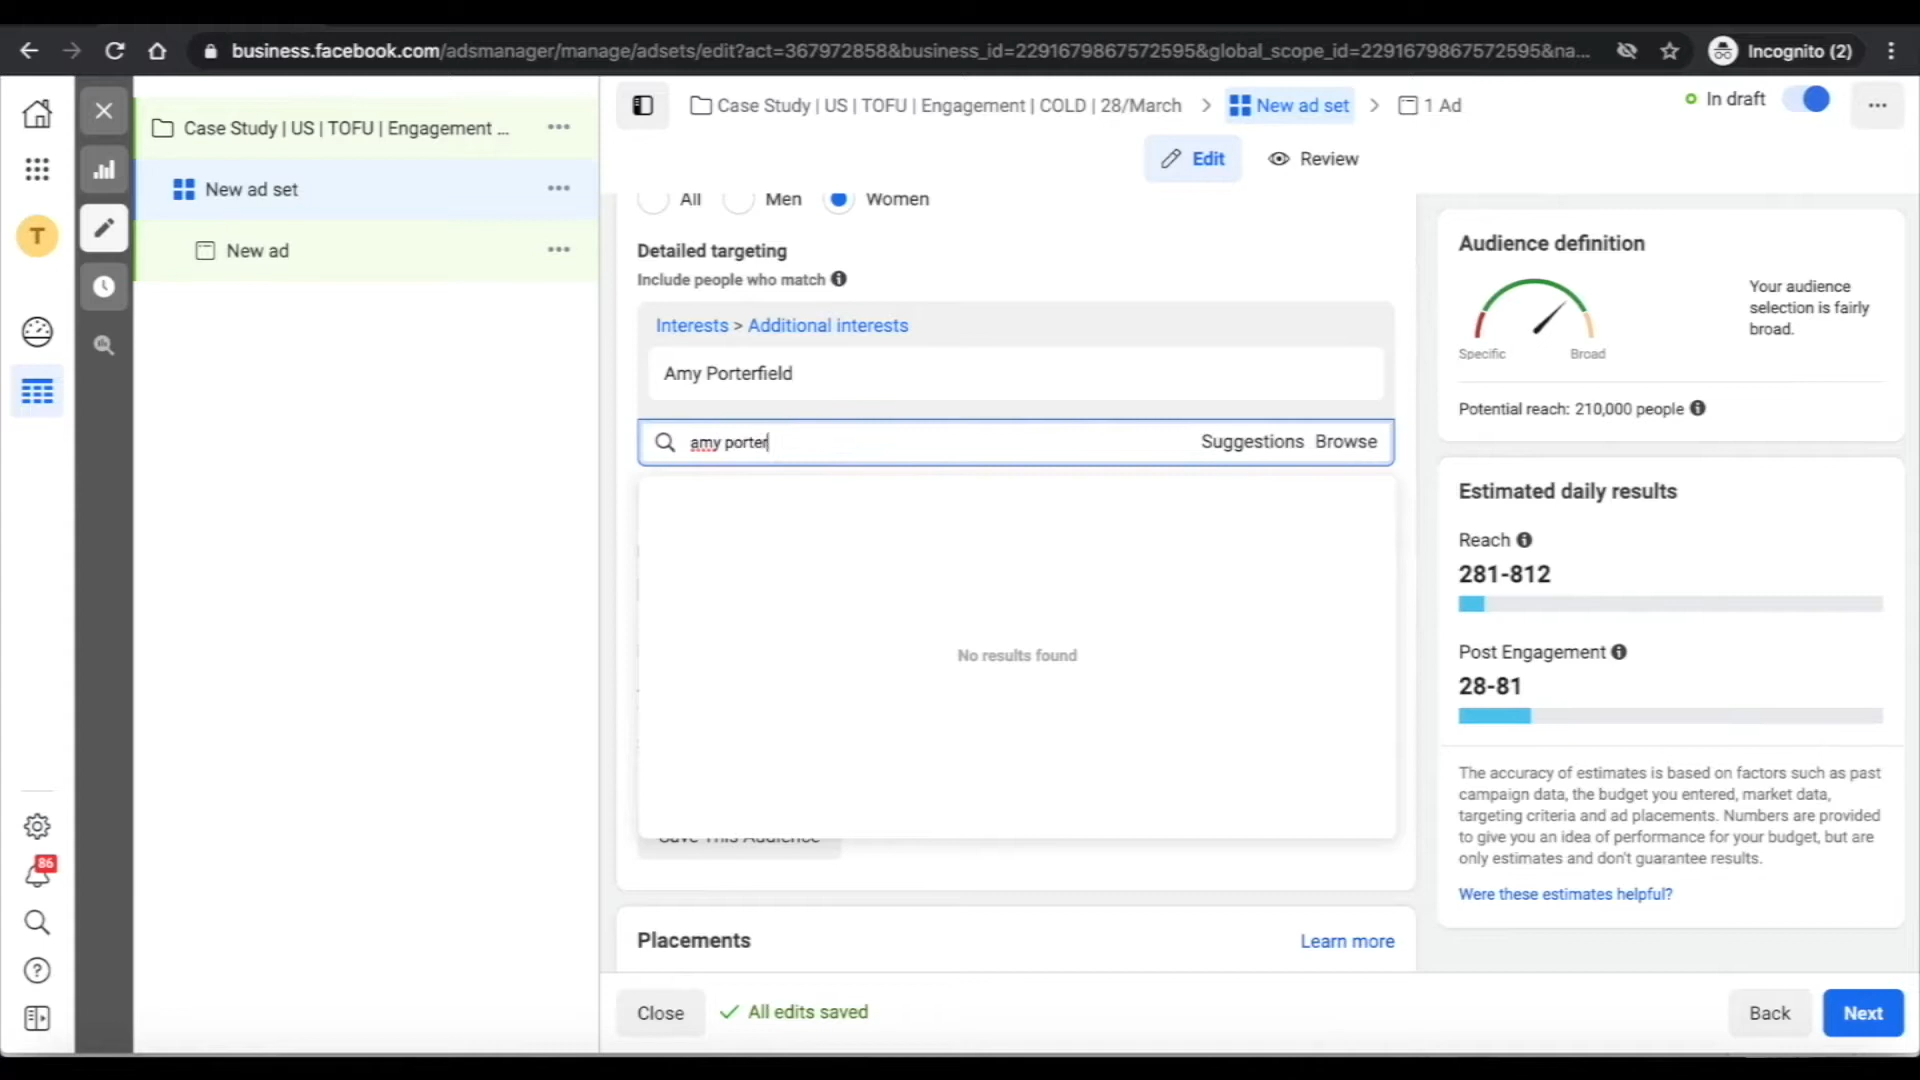 business.facebook.com/adsmanager/manage/adsets/edit?act=367972858&business_id=2291679867572595&global_scope_id=2291679867572595&na...
Incognito (2)
Case Study | US | TOFU | Engagement ...
New ad set
New ad
T
86
Case Study | US | TOFU | Engagement | COLD | 28/March
New ad set
1 Ad
In draft
Edit
Review
All
Men
Women
Detailed targeting
Include people who match
Interests > Additional interests
Amy Porterfield
amy porter
Suggestions
Browse
No results found
Save This Audience
Placements
Learn more
Close
All edits saved
Back
Next
Audience definition
Specific
Broad
Your audience
selection is fairly
broad.
Potential reach: 210,000 people
Estimated daily results
Reach
281-812
Post Engagement
28-81
The accuracy of estimates is based on factors such as past
campaign data, the budget you entered, market data,
targeting criteria and ad placements. Numbers are provided
to give you an idea of performance for your budget, but are
only estimates and don't guarantee results.
Were these estimates helpful?